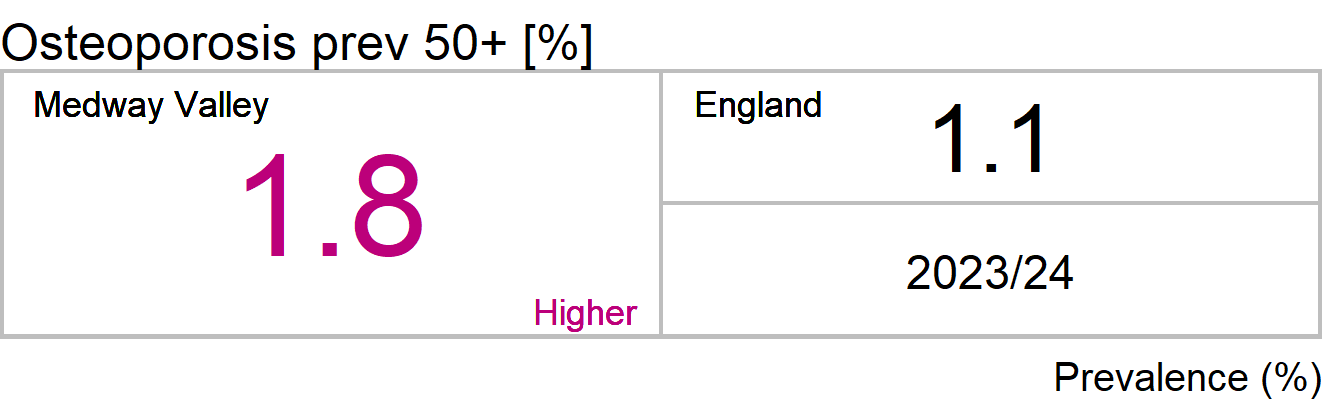 Osteoporosis prev 50+ [%]
Medway Valley
1.8
Higher
England
1.1
2023/24
Prevalence (%)